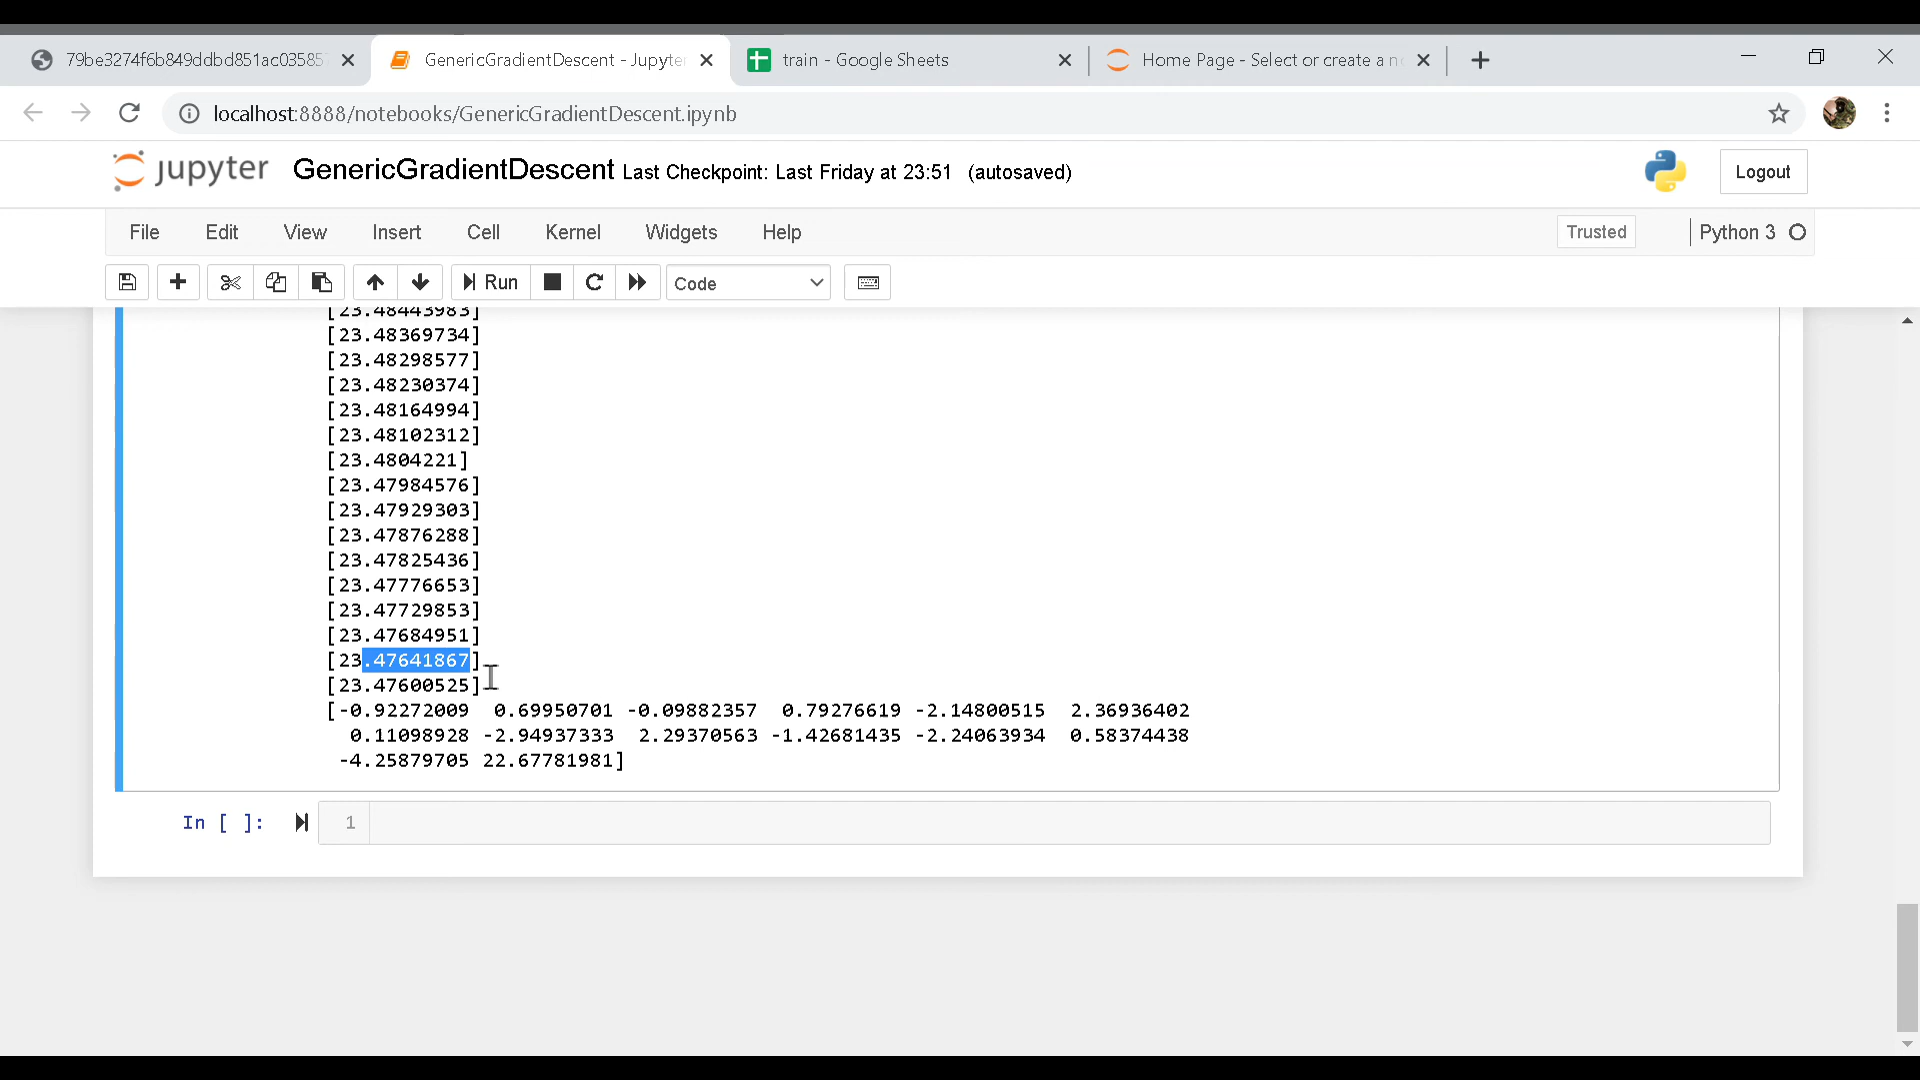 79be3274f6b849ddbd851ac03585
GenericGradientDescent - Jupyter
train - Google Sheets
Home Page - Select or create a n
localhost:8888/notebooks/GenericGradientDescent.ipynb
jupyter GenericGradientDescent Last Checkpoint: Last Friday at 23:51 (autosaved)
Logout
File Edit View Insert Cell Kernel Widgets Help
Trusted
Python 3
Run
Code
[23.48443983]
[23.48369734]
[23.48298577]
[23.48230374]
[23.48164994]
[23.48102312]
[23.4804221]
[23.47984576]
[23.47929303]
[23.47876288]
[23.47825436]
[23.47776653]
[23.47729853]
[23.47684951]
[23.47641867]
[23.47600525]
[-0.92272009 0.69950701 -0.09882357 0.79276619 -2.14800515 2.36936402
0.11098928 -2.94937333 2.29370563 -1.42681435 -2.24063934 0.58374438
-4.25879705 22.67781981]
In [ ]:
1